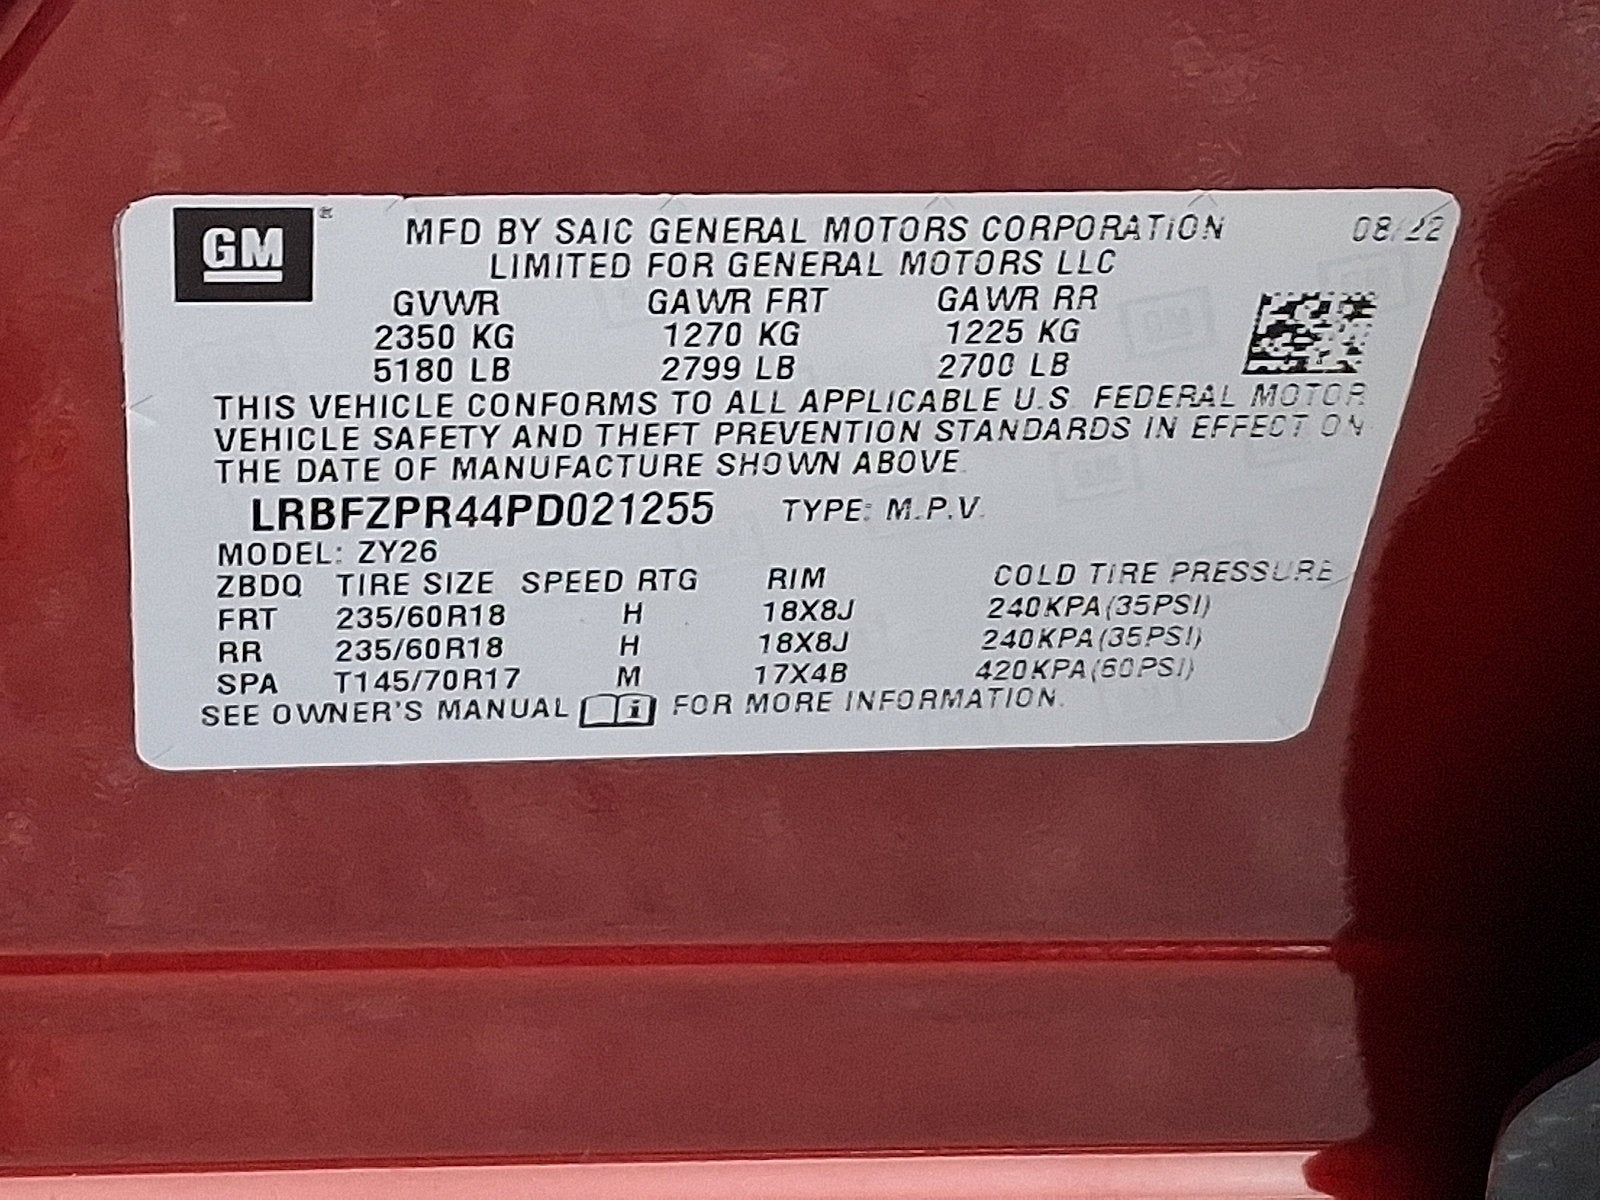 GM ®
MFD BY SAIC GENERAL MOTORS CORPORATION 08/22
LIMITED FOR GENERAL MOTORS LLC
GVWR GAWR FRT GAWR RR
2350 KG 1270 KG 1225 KG
5180 LB 2799 LB 2700 LB
THIS VEHICLE CONFORMS TO ALL APPLICABLE U.S. FEDERAL MOTOR
VEHICLE SAFETY AND THEFT PREVENTION STANDARDS IN EFFECT ON
THE DATE OF MANUFACTURE SHOWN ABOVE.
LRBFZPR44PD021255 TYPE: M.P.V.
MODEL: ZY26
ZBDQ TIRE SIZE SPEED RTG RIM COLD TIRE PRESSURE
FRT 235/60R18 H 18X8J 240KPA(35PSI)
RR 235/60R18 H 18X8J 240KPA(35PSI)
SPA T145/70R17 M 17X4B 420KPA(60PSI)
SEE OWNER'S MANUAL i FOR MORE INFORMATION.